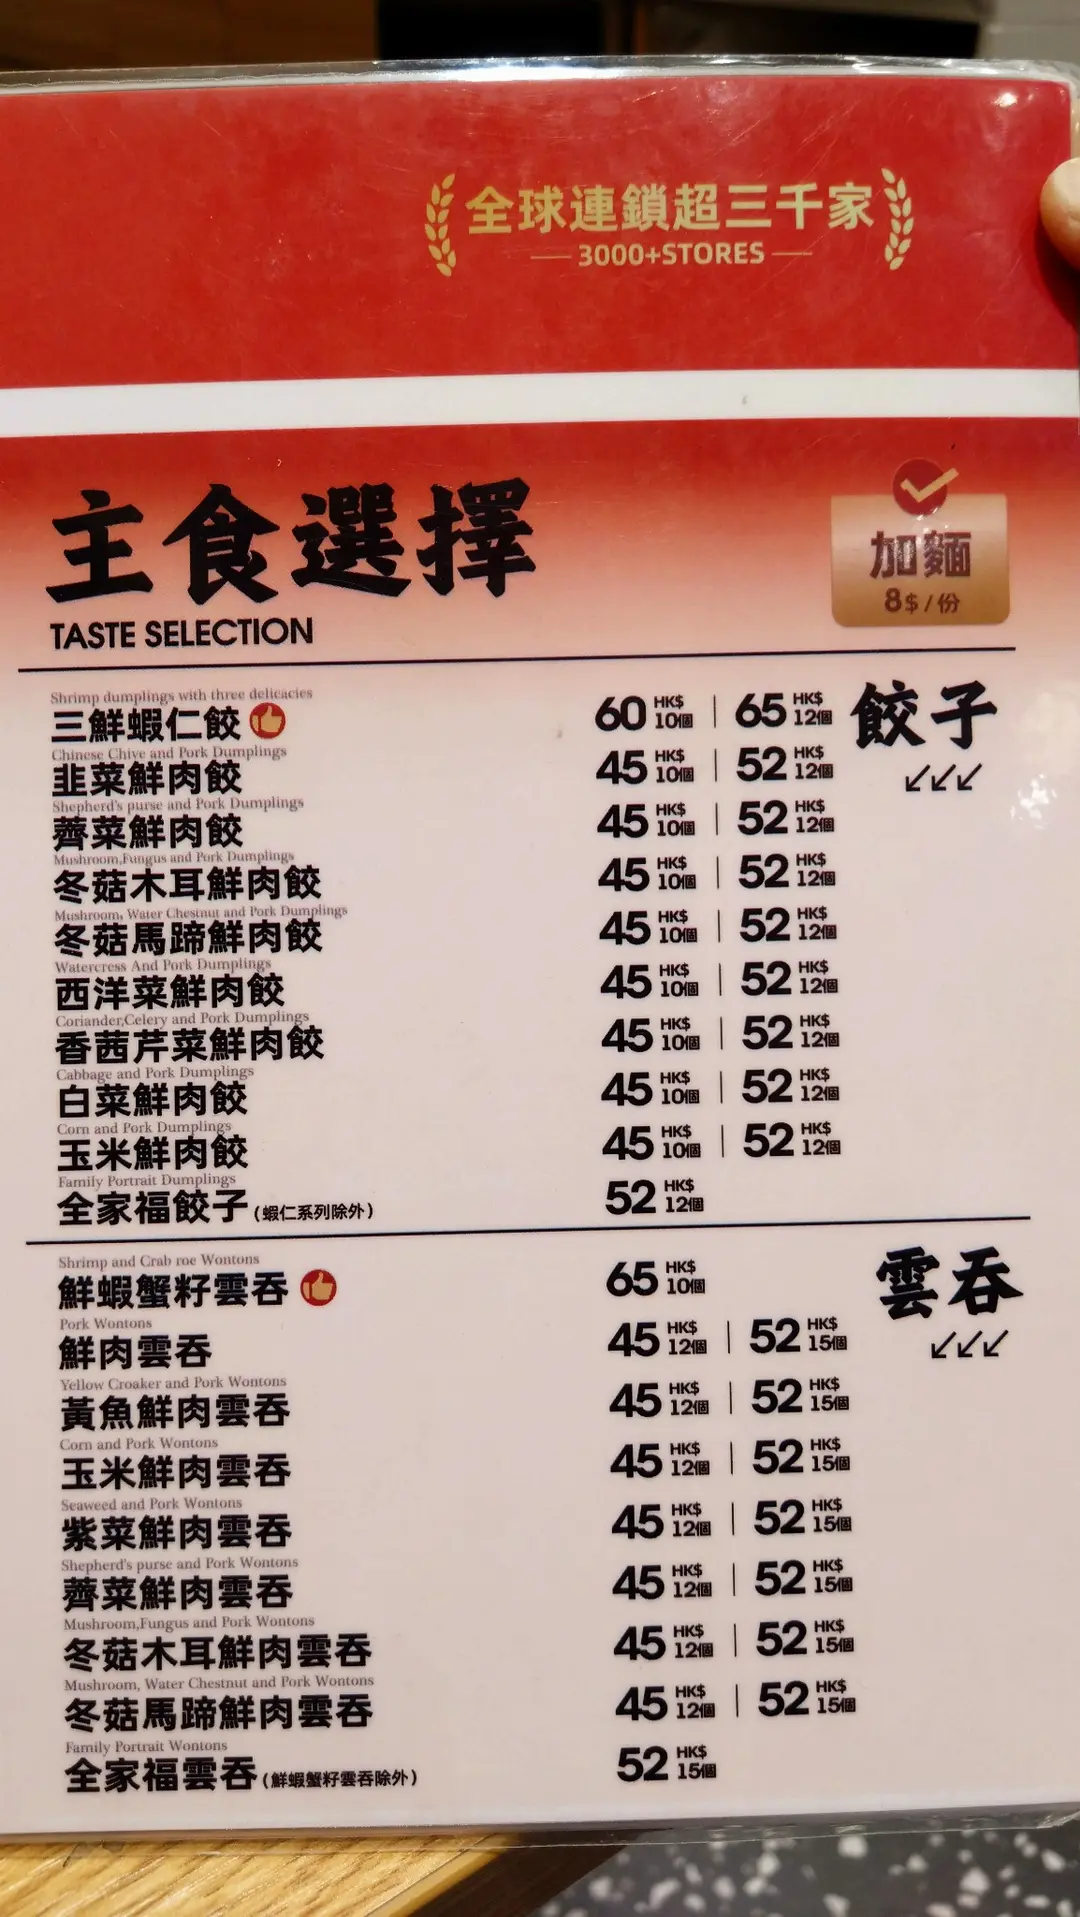 全球連鎖超三千家
3000+STORES
主食選擇
TASTE SELECTION
加麵
8$/份
餃子
Shrimp dumplings with three delicacies
三鮮蝦仁餃 60 HK$ 10個 | 65 HK$ 12個
Chinese Chive and Pork Dumplings
韭菜鮮肉餃 45 HK$ 10個 | 52 HK$ 12個
Shepherd's purse and Pork Dumplings
薺菜鮮肉餃 45 HK$ 10個 | 52 HK$ 12個
Mushroom,Fungus and Pork Dumplings
冬菇木耳鮮肉餃 45 HK$ 10個 | 52 HK$ 12個
Mushroom, Water Chestnut and Pork Dumplings
冬菇馬蹄鮮肉餃 45 HK$ 10個 | 52 HK$ 12個
Watercress And Pork Dumplings
西洋菜鮮肉餃 45 HK$ 10個 | 52 HK$ 12個
Coriander,Celery and Pork Dumplings
香茜芹菜鮮肉餃 45 HK$ 10個 | 52 HK$ 12個
Cabbage and Pork Dumplings
白菜鮮肉餃 45 HK$ 10個 | 52 HK$ 12個
Corn and Pork Dumplings
玉米鮮肉餃 45 HK$ 10個 | 52 HK$ 12個
Family Portrait Dumplings
全家福餃子(蝦仁系列除外) 52 HK$ 12個
雲吞
Shrimp and Crab roe Wontons
鮮蝦蟹籽雲吞 65 HK$ 10個
Pork Wontons
鮮肉雲吞 45 HK$ 12個 | 52 HK$ 15個
Yellow Croaker and Pork Wontons
黃魚鮮肉雲吞 45 HK$ 12個 | 52 HK$ 15個
Corn and Pork Wontons
玉米鮮肉雲吞 45 HK$ 12個 | 52 HK$ 15個
Seaweed and Pork Wontons
紫菜鮮肉雲吞 45 HK$ 12個 | 52 HK$ 15個
Shepherd's purse and Pork Wontons
薺菜鮮肉雲吞 45 HK$ 12個 | 52 HK$ 15個
Mushroom,Fungus and Pork Wontons
冬菇木耳鮮肉雲吞 45 HK$ 12個 | 52 HK$ 15個
Mushroom, Water Chestnut and Pork Wontons
冬菇馬蹄鮮肉雲吞 45 HK$ 12個 | 52 HK$ 15個
Family Portrait Wontons
全家福雲吞(鮮蝦蟹籽雲吞除外) 52 HK$ 15個